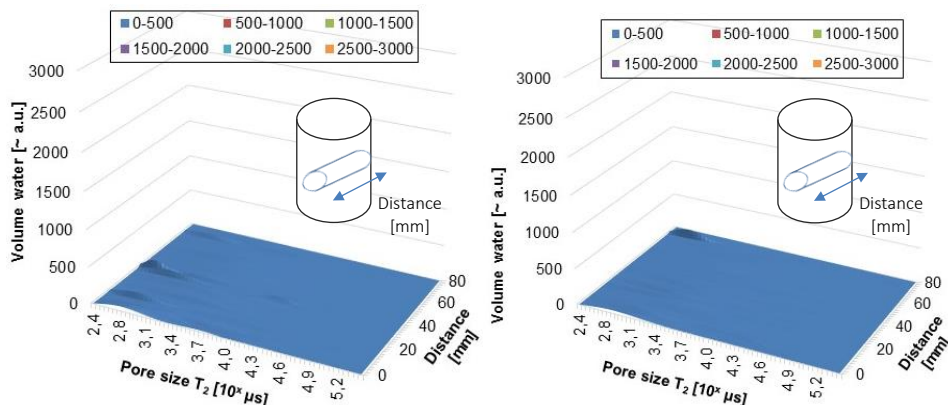 0-500 500-1000 1000-1500
1500-2000 2000-2500 2500-3000
3000
2500
2000
1500
1000
500
0
Volume water [~ a.u.]
Distance
[mm]
80
60
40
20
0
Distance
[mm]
2,4 2,8 3,1 3,4 3,7 4,0 4,3 4,6 4,9 5,2
Pore size T₂ [10ˣ µs]
0-500 500-1000 1000-1500
1500-2000 2000-2500 2500-3000
3000
2500
2000
1500
1000
500
0
Volume water [~ a.u.]
Distance
[mm]
80
60
40
20
0
Distance
[mm]
2,4 2,8 3,1 3,4 3,7 4,0 4,3 4,6 4,9 5,2
Pore size T₂ [10ˣ µs]